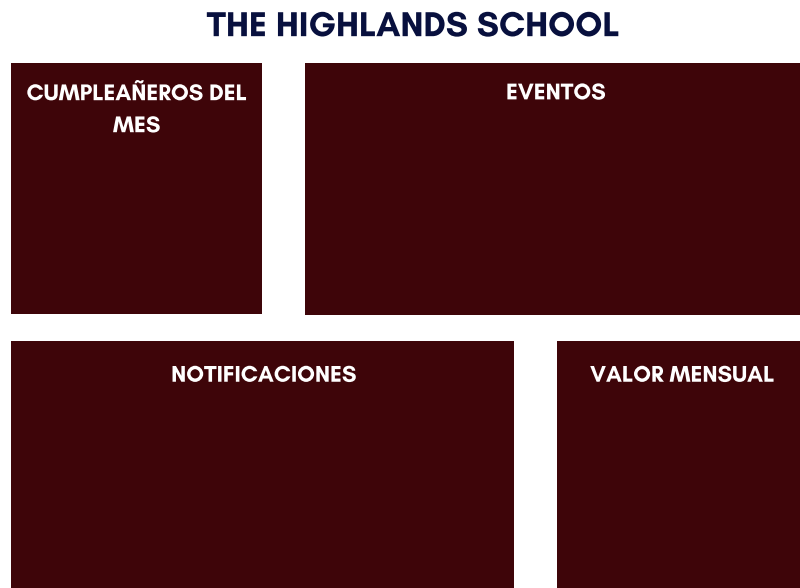 THE HIGHLANDS SCHOOL
CUMPLEAÑEROS DEL
MES
EVENTOS
NOTIFICACIONES
VALOR MENSUAL